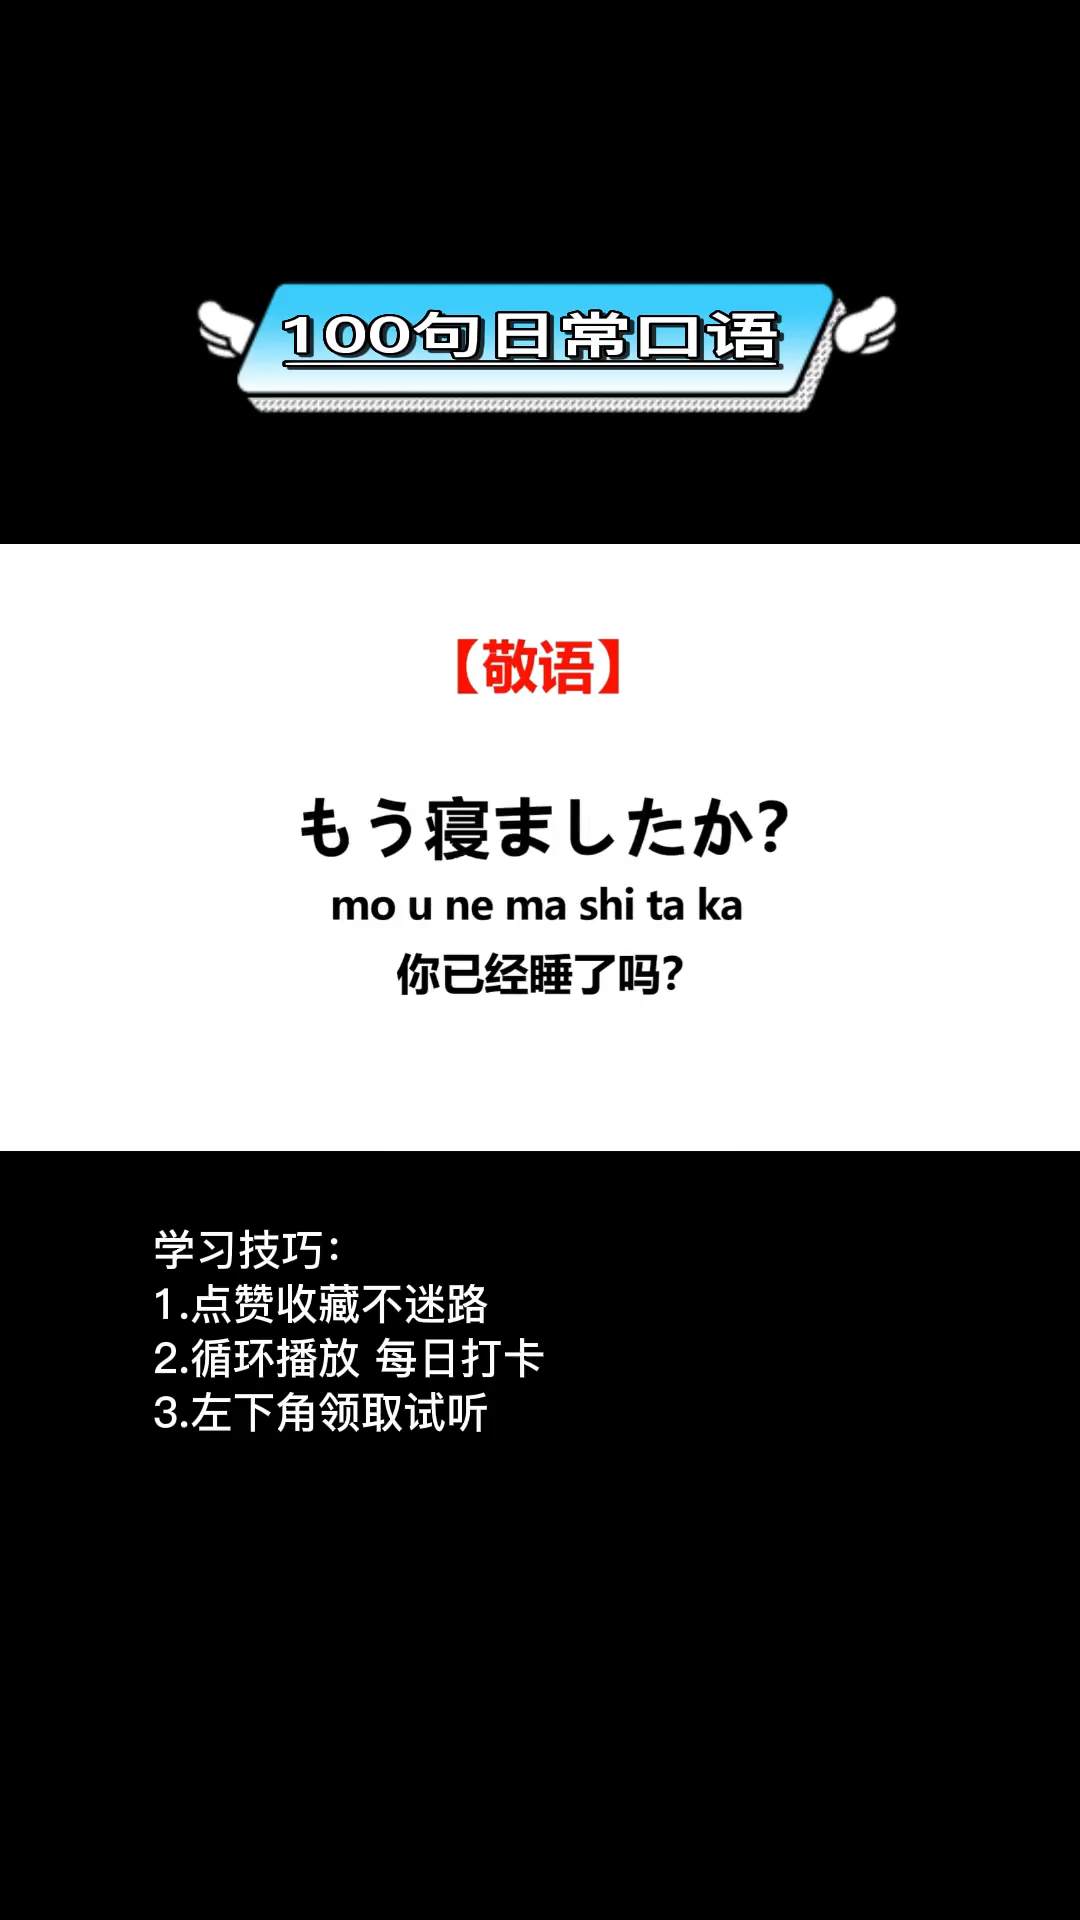 100句日常口语
【敬语】
もう寝ましたか?
mo u ne ma shi ta ka
你已经睡了吗?
学习技巧：
1.点赞收藏不迷路
2.循环播放 每日打卡
3.左下角领取试听